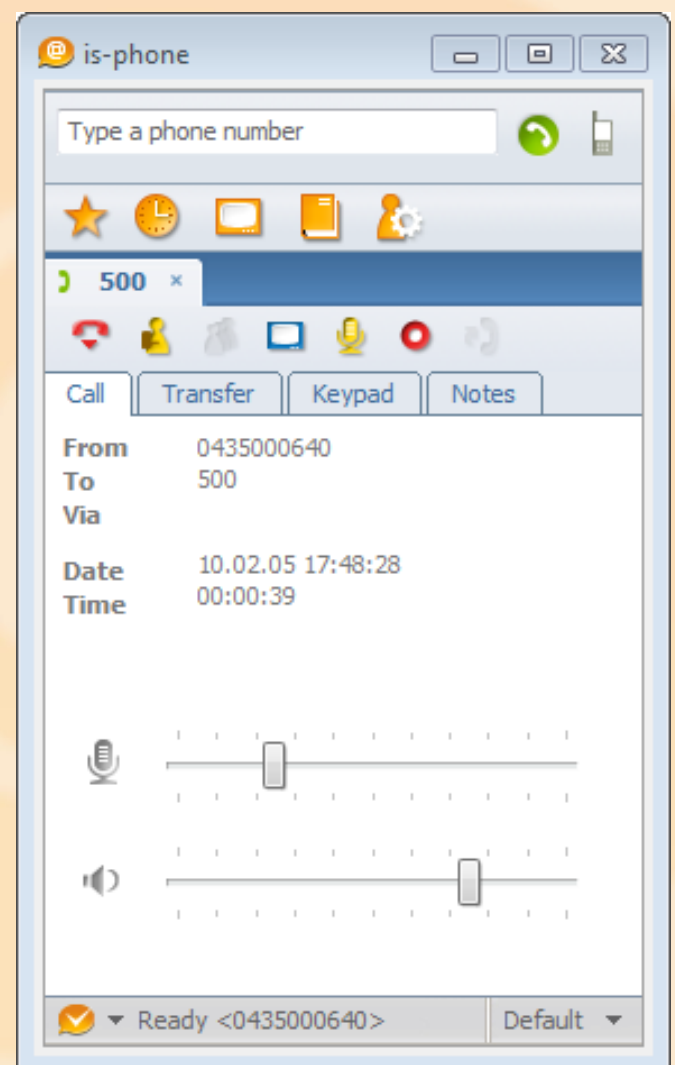 is-phone
Type a phone number
500 ×
Call Transfer Keypad Notes
From 0435000640
To 500
Via
Date 10.02.05 17:48:28
Time 00:00:39
Ready <0435000640> Default